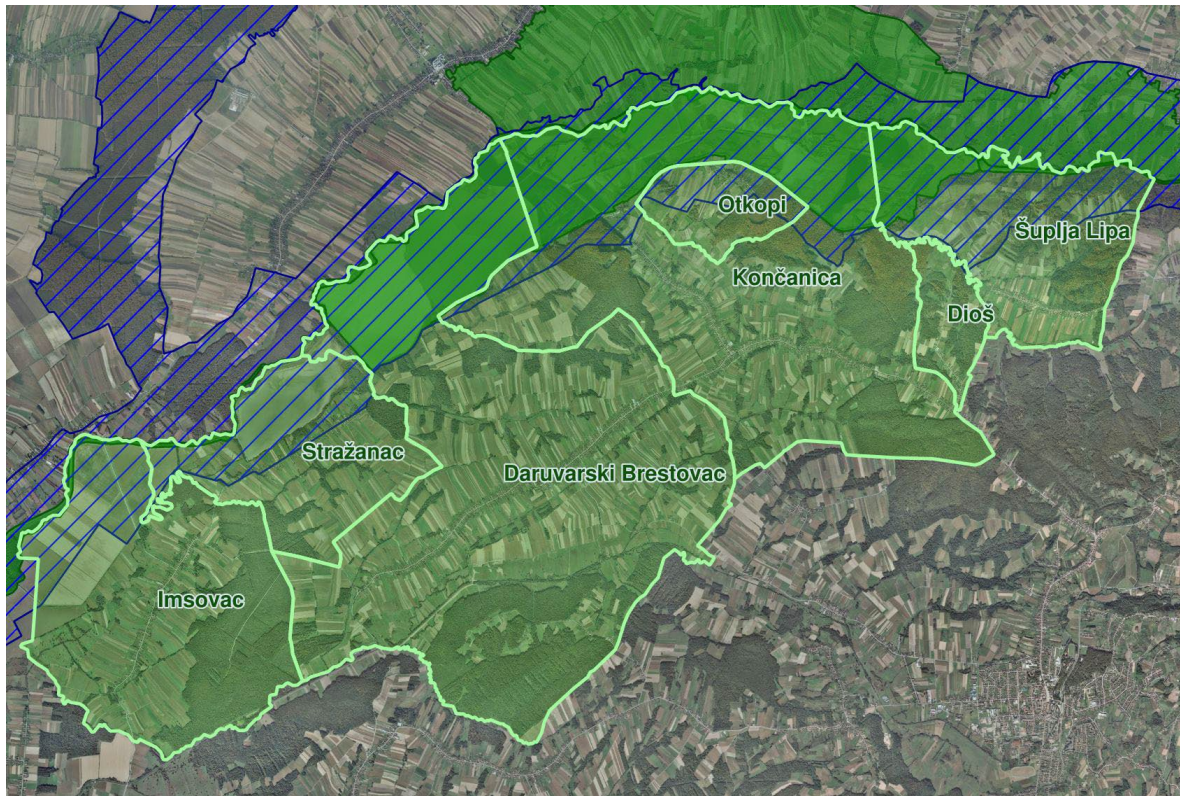 Otkopi
Šuplja Lipa
Končanica
Dioš
Stražanac
Daruvarski Brestovac
Imsovac